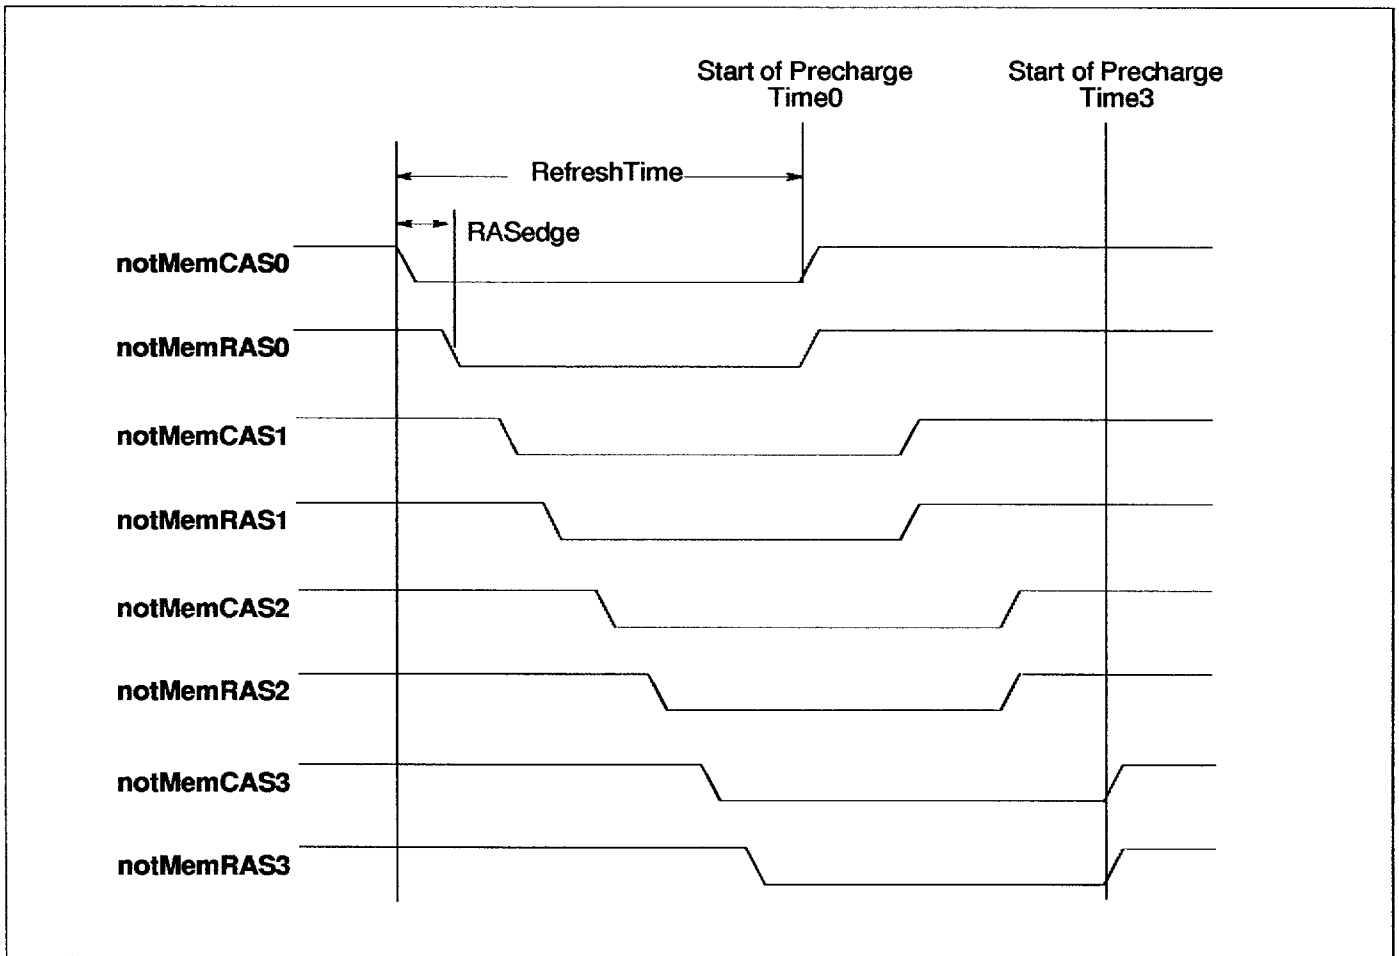 Start of Precharge
Time0
Start of Precharge
Time3
RefreshTime
RASedge
notMemCAS0
notMemRAS0
notMemCAS1
notMemRAS1
notMemCAS2
notMemRAS2
notMemCAS3
notMemRAS3